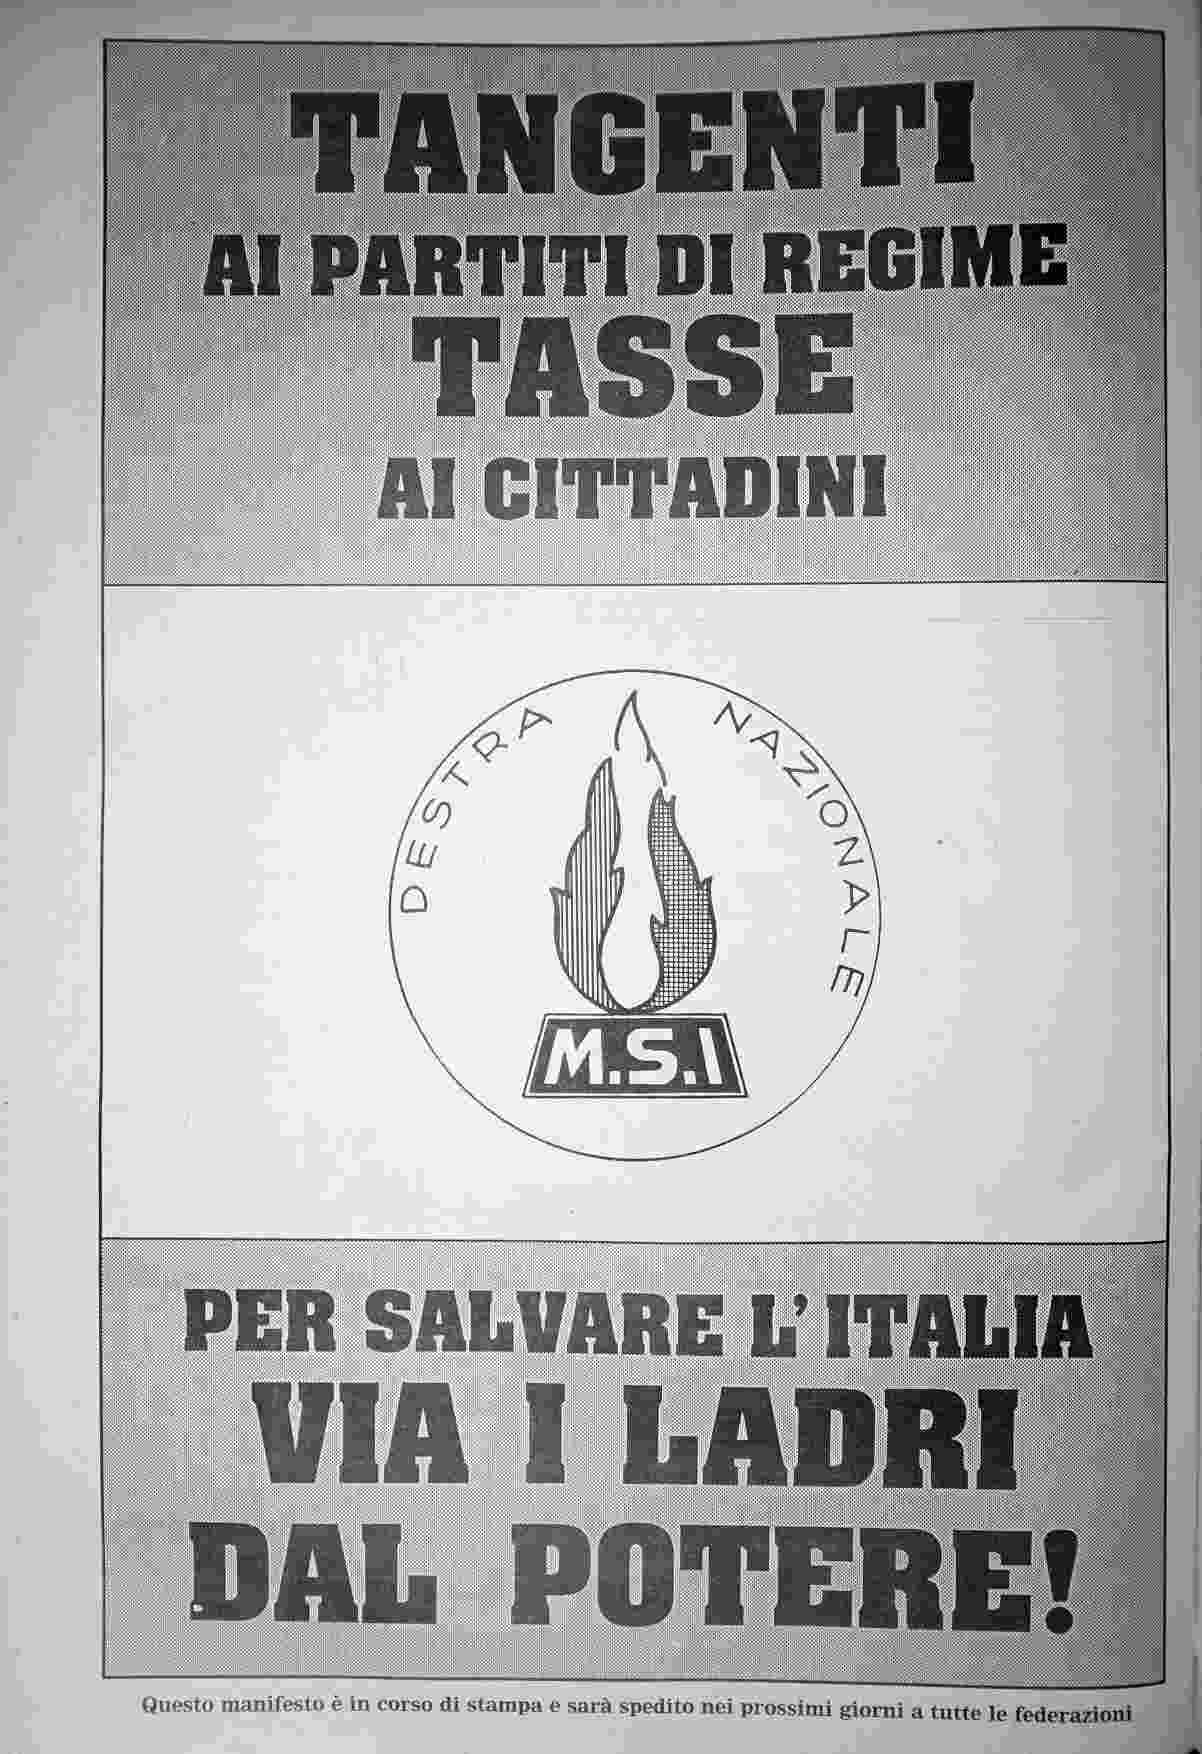 TANGENTI
AI PARTITI DI REGIME
TASSE
AI CITTADINI
DESTRA NAZIONALE
M.S.I
PER SALVARE L'ITALIA
VIA I LADRI
DAL POTERE!
Questo manifesto è in corso di stampa e sarà spedito nei prossimi giorni a tutte le federazioni